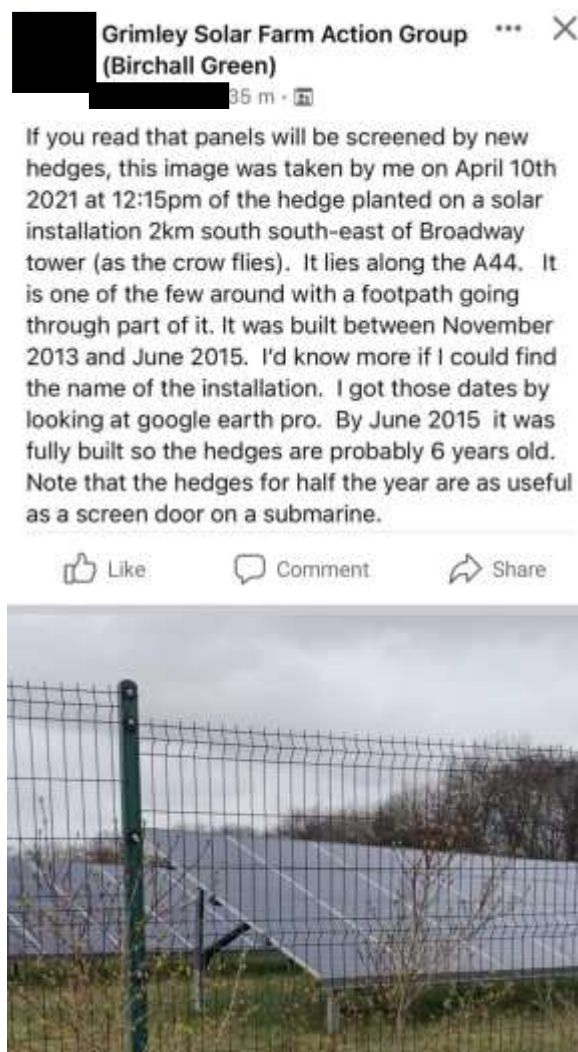 Grimley Solar Farm Action Group
(Birchall Green)
35 m
If you read that panels will be screened by new
hedges, this image was taken by me on April 10th
2021 at 12:15pm of the hedge planted on a solar
installation 2km south south-east of Broadway
tower (as the crow flies).  It lies along the A44.   It
is one of the few around with a footpath going
through part of it. It was built between November
2013 and June 2015.  I'd know more if I could find
the name of the installation.  I got those dates by
looking at google earth pro.  By June 2015  it was
fully built so the hedges are probably 6 years old.
Note that the hedges for half the year are as useful
as a screen door on a submarine.
Like Comment Share